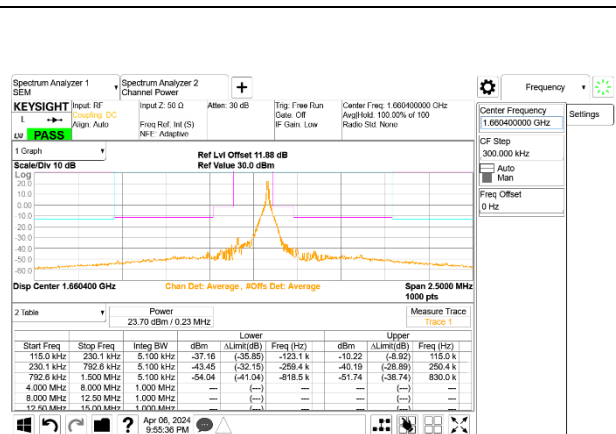 Spectrum Analyzer 1
SEM
Spectrum Analyzer 2
Channel Power
+
Frequency
KEYSIGHT
L
LXI
PASS
Input: RF
Coupling: DC
Align: Auto
Input Z: 50 Ω
Freq Ref: Int (S)
NFE: Adaptive
Atten: 30 dB
Trig: Free Run
Gate: Off
IF Gain: Low
Center Freq: 1.660400000 GHz
Avg|Hold: 100.00% of 100
Radio Std: None
Center Frequency
1.660400000 GHz
Settings
CF Step
300.000 kHz
Auto
Man
Freq Offset
0 Hz
1 Graph
Scale/Div 10 dB
Ref Lvl Offset 11.88 dB
Ref Value 30.0 dBm
Log
20.0
10.0
0.00
-10.0
-20.0
-30.0
-40.0
-50.0
-60.0
Disp Center 1.660400 GHz
Chan Det: Average , #Offs Det: Average
Span 2.5000 MHz
1000 pts
2 Table
Power
23.70 dBm / 0.23 MHz
Measure Trace
Trace 1
Lower Upper
Start Freq Stop Freq Integ BW dBm ΔLimit(dB) Freq (Hz) dBm ΔLimit(dB) Freq (Hz)
115.0 kHz 230.1 kHz 5.100 kHz -37.16 (-35.85) -123.1 k -10.22 (-8.92) 115.0 k
230.1 kHz 792.6 kHz 5.100 kHz -43.45 (-32.15) -259.4 k -40.19 (-28.89) 250.4 k
792.6 kHz 1.500 MHz 5.100 kHz -54.04 (-41.04) -818.5 k -51.74 (-38.74) 830.0 k
4.000 MHz 8.000 MHz 1.000 MHz --- (---) --- --- (---) ---
8.000 MHz 12.50 MHz 1.000 MHz --- (---) --- --- (---) ---
12.50 MHz 15.00 MHz 1.000 MHz --- (---) --- --- (---) ---
?
Apr 06, 2024
9:55:36 PM